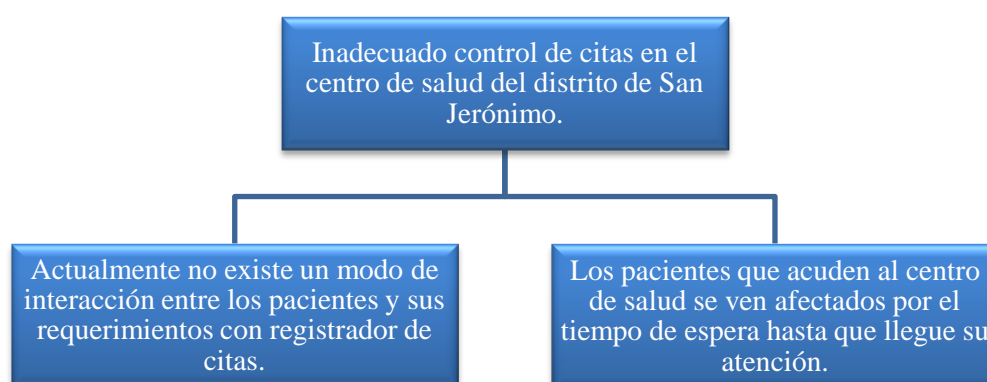 Inadecuado control de citas en el
centro de salud del distrito de San
Jerónimo.
Actualmente no existe un modo de
interacción entre los pacientes y sus
requerimientos con registrador de
citas.
Los pacientes que acuden al centro
de salud se ven afectados por el
tiempo de espera hasta que llegue su
atención.